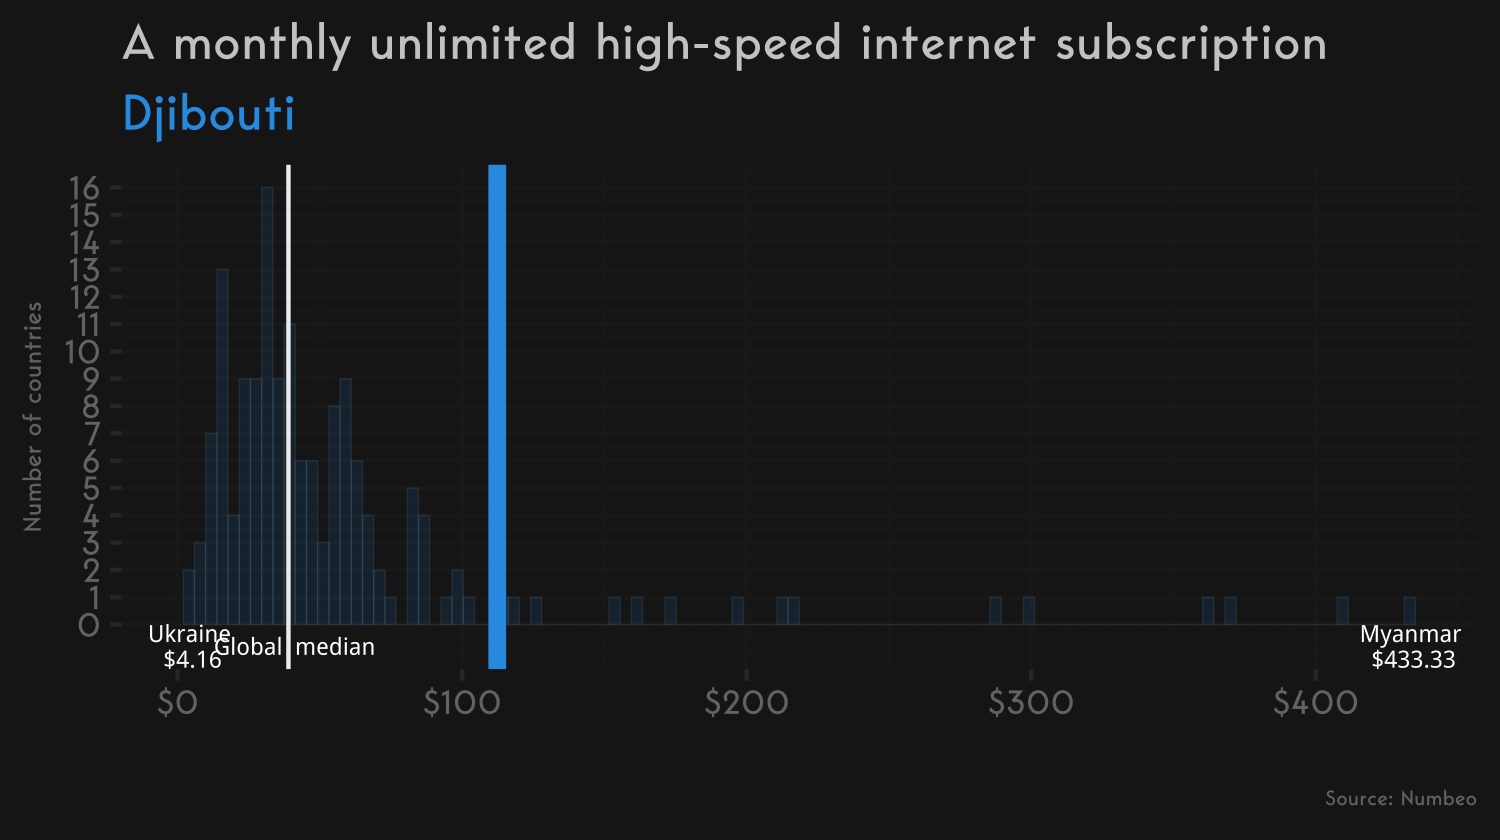 A monthly unlimited high-speed internet subscription
Djibouti
Number of countries
16
15
14
13
12
11
10
9
8
7
6
5
4
3
2
1
0
Ukraine
$4.16
Global median
Myanmar
$433.33
$0 $100 $200 $300 $400
Source: Numbeo